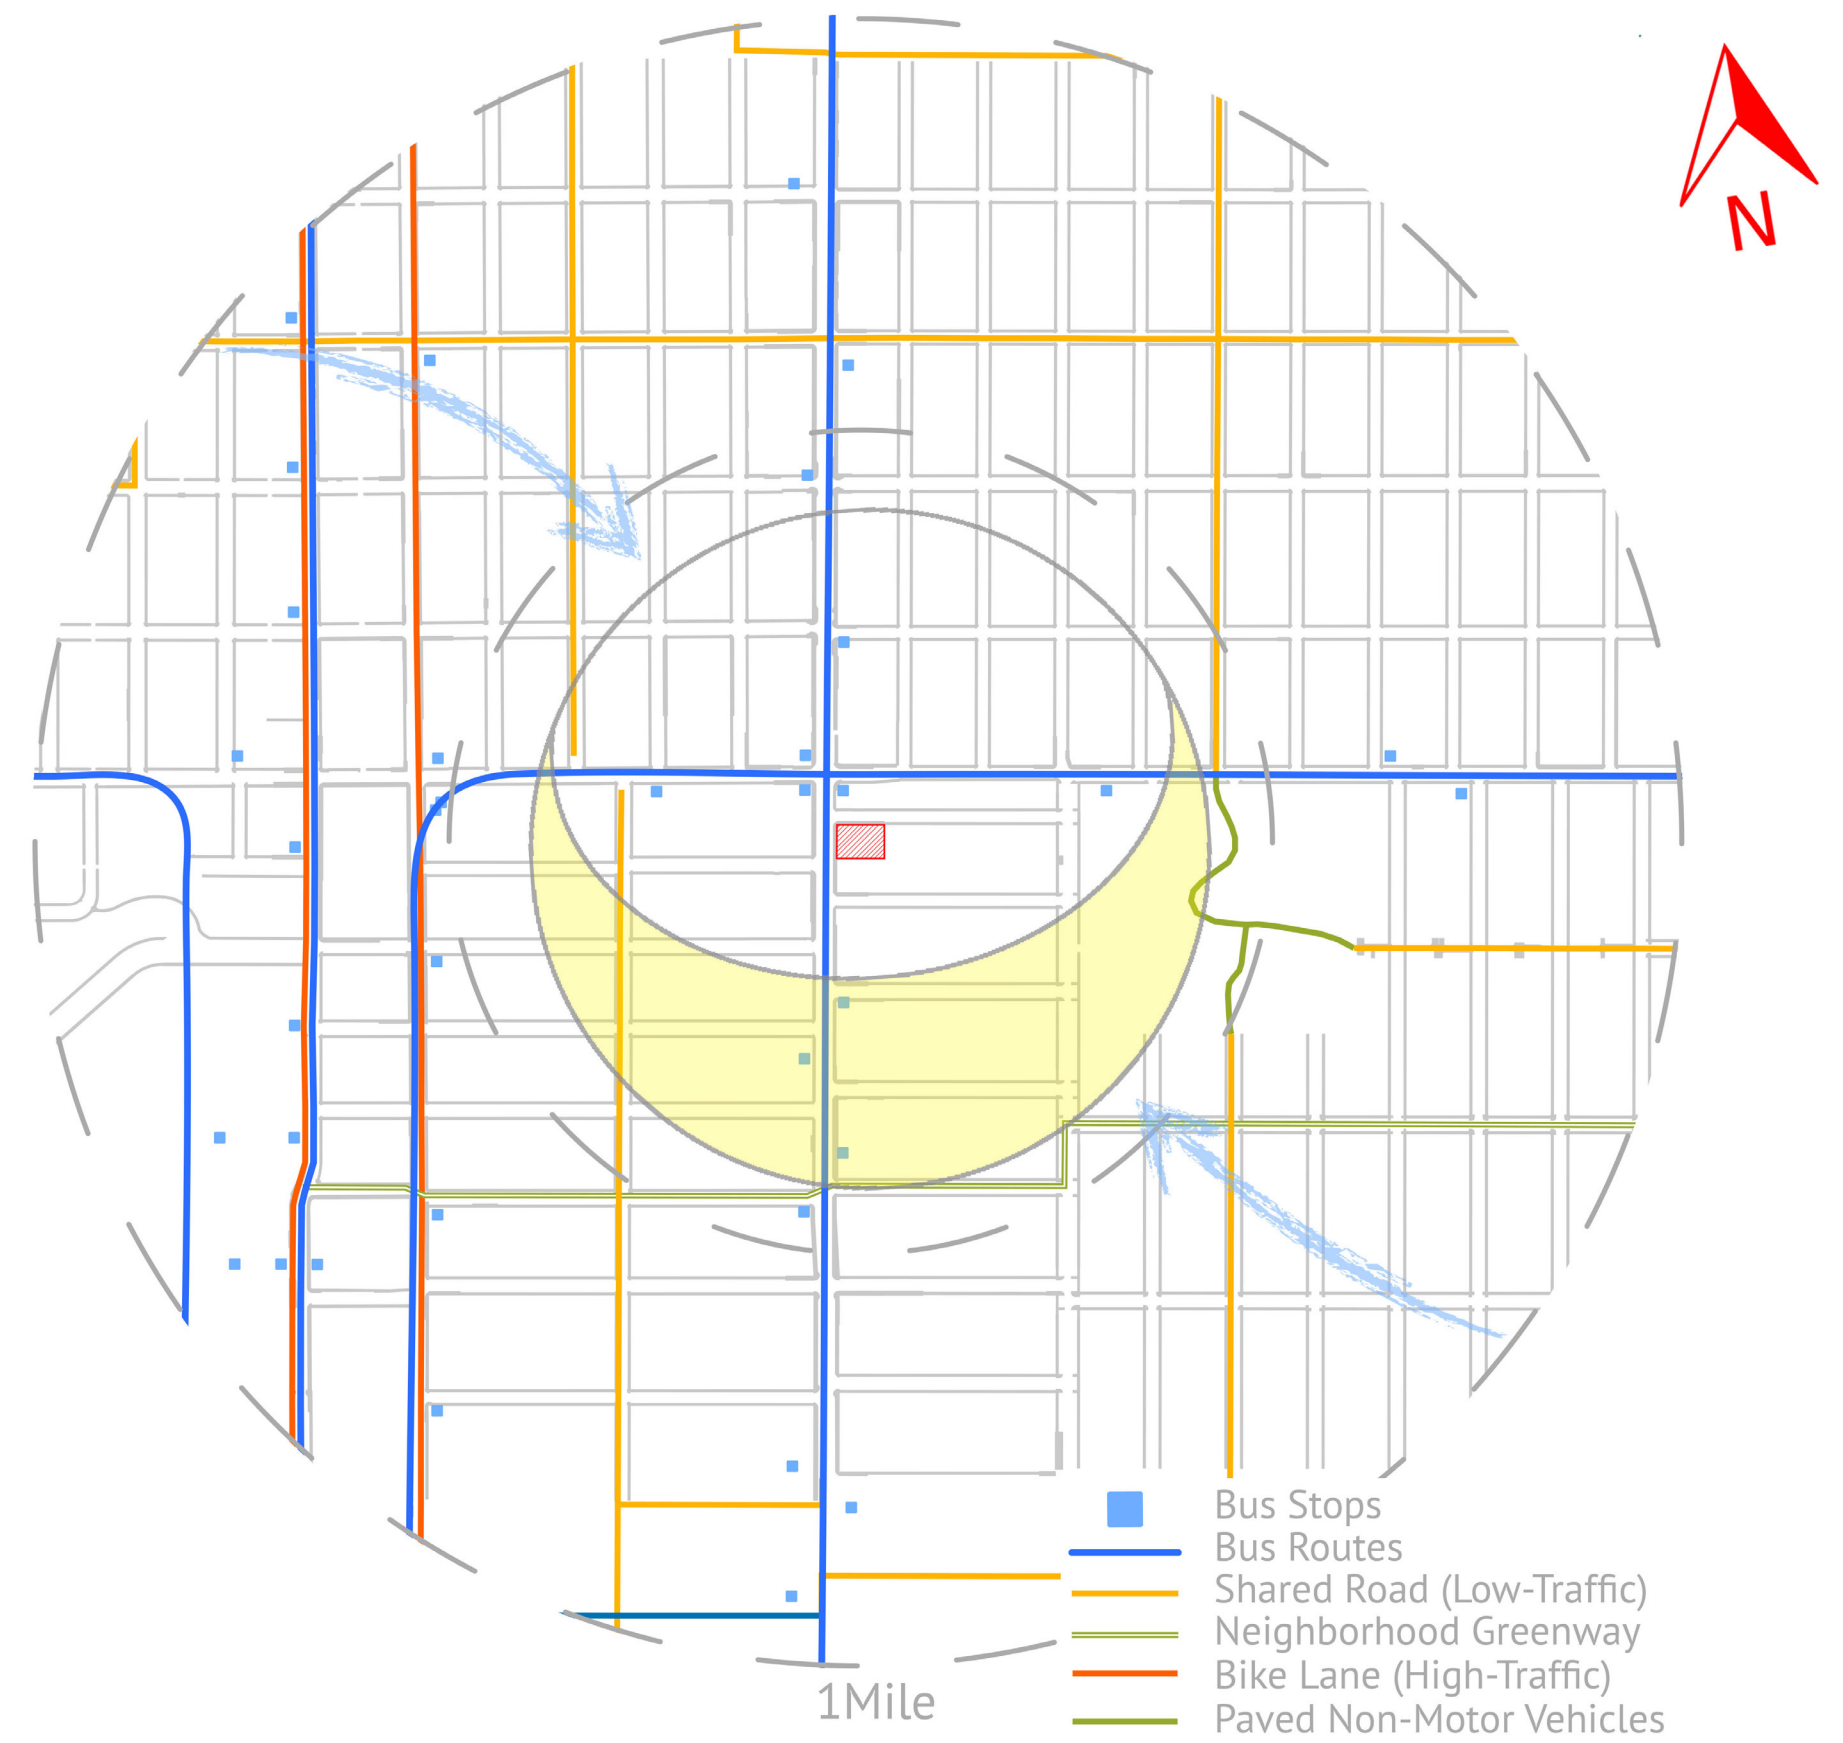 N
Bus Stops
Bus Routes
Shared Road (Low-Traffic)
Neighborhood Greenway
Bike Lane (High-Traffic)
Paved Non-Motor Vehicles
1Mile